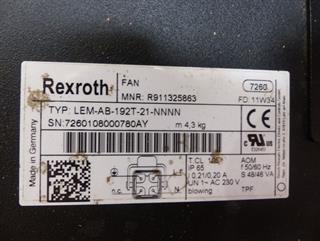 Rexroth
FAN
7260
MNR: R911325863
FD: 11W34
TYP: LEM-AB-192T-21-NNNN
SN:7260108000780AY
m 4,3 kg
Made in Germany
CE
N L1
n.c.
T.CL
AOM
IP 65
f 50/60 Hz
I 0,21/0,20 A
S 48/46 VA
UN 1~ AC 230 V
blowing
TPF